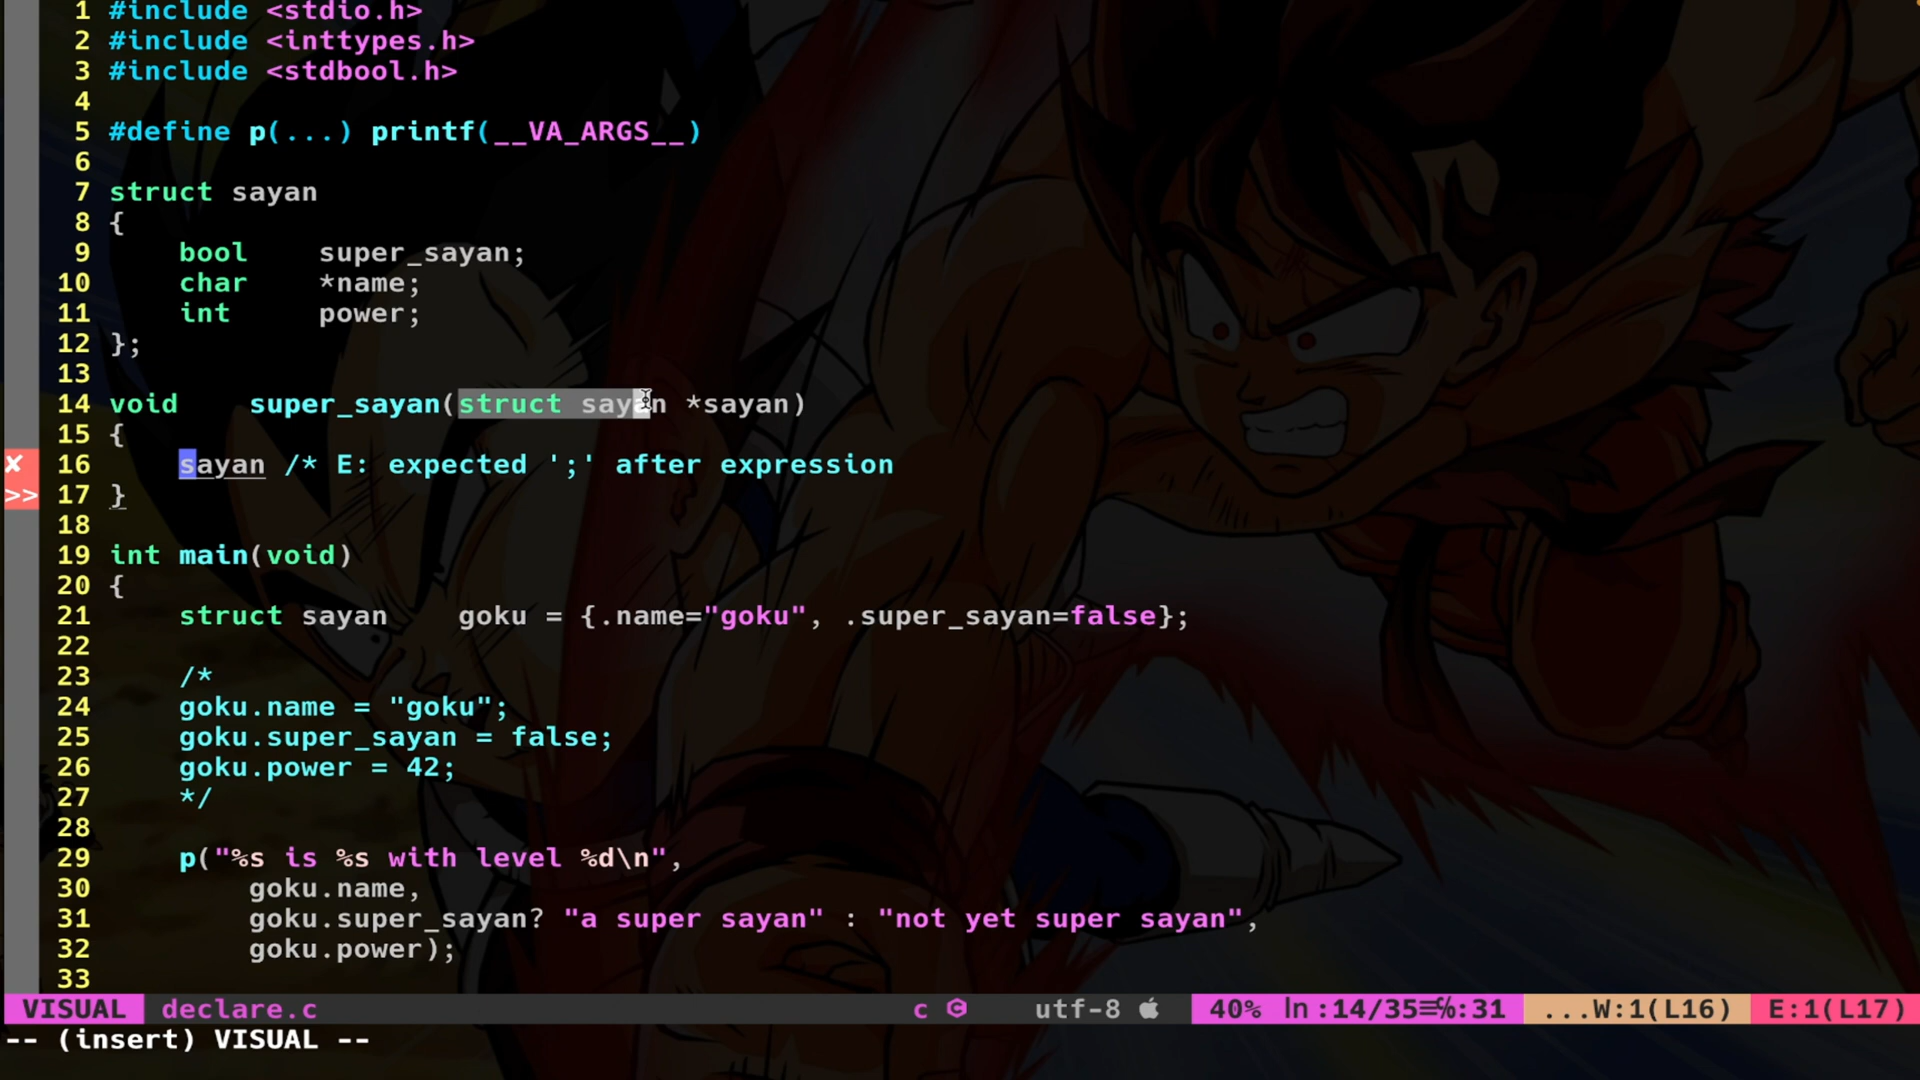 1 #include <stdio.h>
2 #include <inttypes.h>
3 #include <stdbool.h>
4
5 #define p(...) printf(__VA_ARGS__)
6
7 struct sayan
8 {
9     bool    super_sayan;
10     char    *name;
11     int     power;
12 };
13
14 void    super_sayan(struct sayan *sayan)
15 {
✘ 16     sayan /* E: expected ';' after expression
>> 17 }
18
19 int main(void)
20 {
21     struct sayan    goku = {.name="goku", .super_sayan=false};
22
23     /*
24     goku.name = "goku";
25     goku.super_sayan = false;
26     goku.power = 42;
27     */
28
29     p("%s is %s with level %d\n",
30         goku.name,
31         goku.super_sayan? "a super sayan" : "not yet super sayan",
32         goku.power);
33
VISUAL declare.c c utf-8 40% ln :14/35≡℅:31 ...W:1(L16) E:1(L17)
-- (insert) VISUAL --